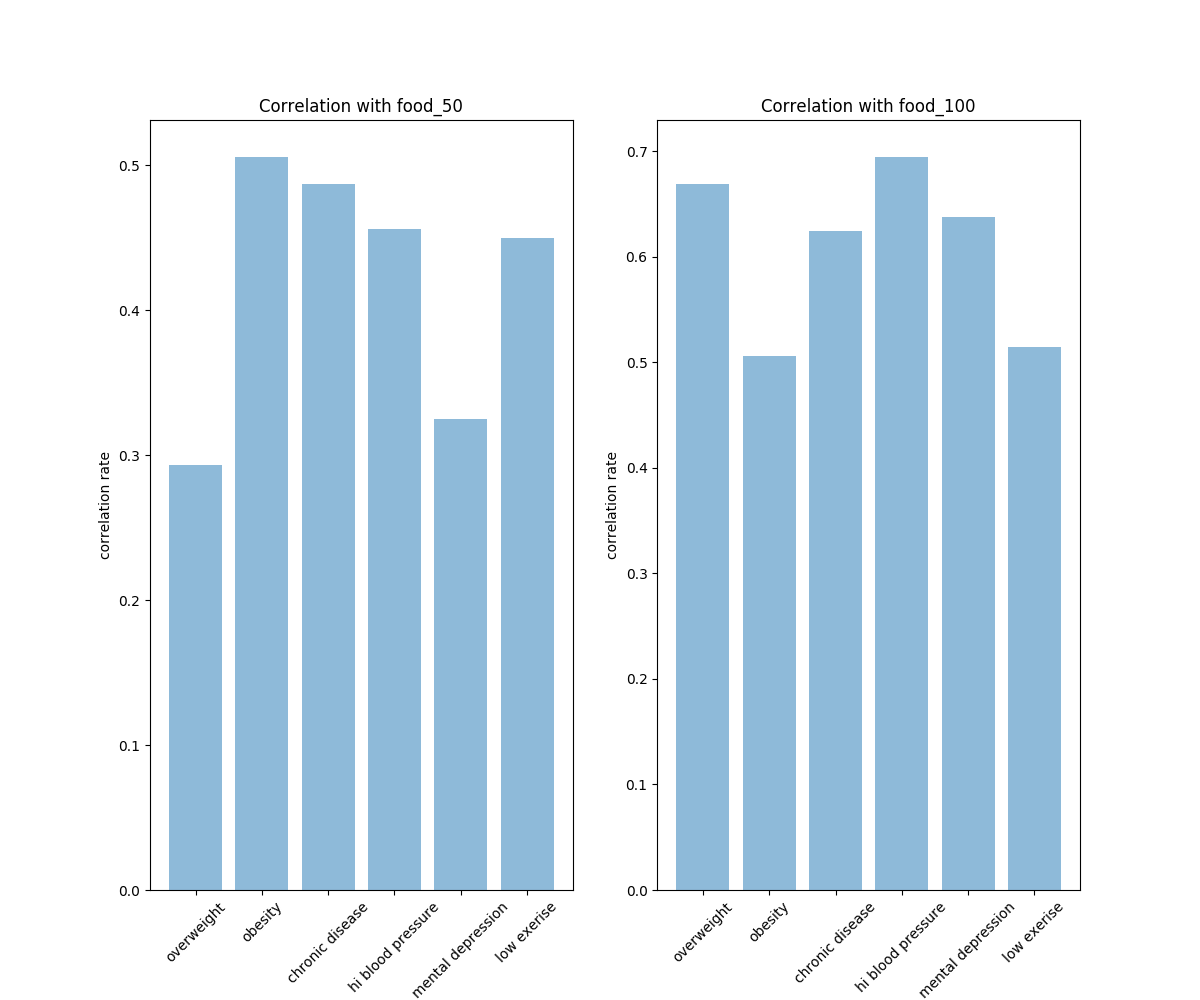 Correlation with food_50
correlation rate
0.5
0.4
0.3
0.2
0.1
0.0
overweight
obesity
chronic disease
hi blood pressure
mental depression
low exerise
Correlation with food_100
correlation rate
0.7
0.6
0.5
0.4
0.3
0.2
0.1
0.0
overweight
obesity
chronic disease
hi blood pressure
mental depression
low exerise